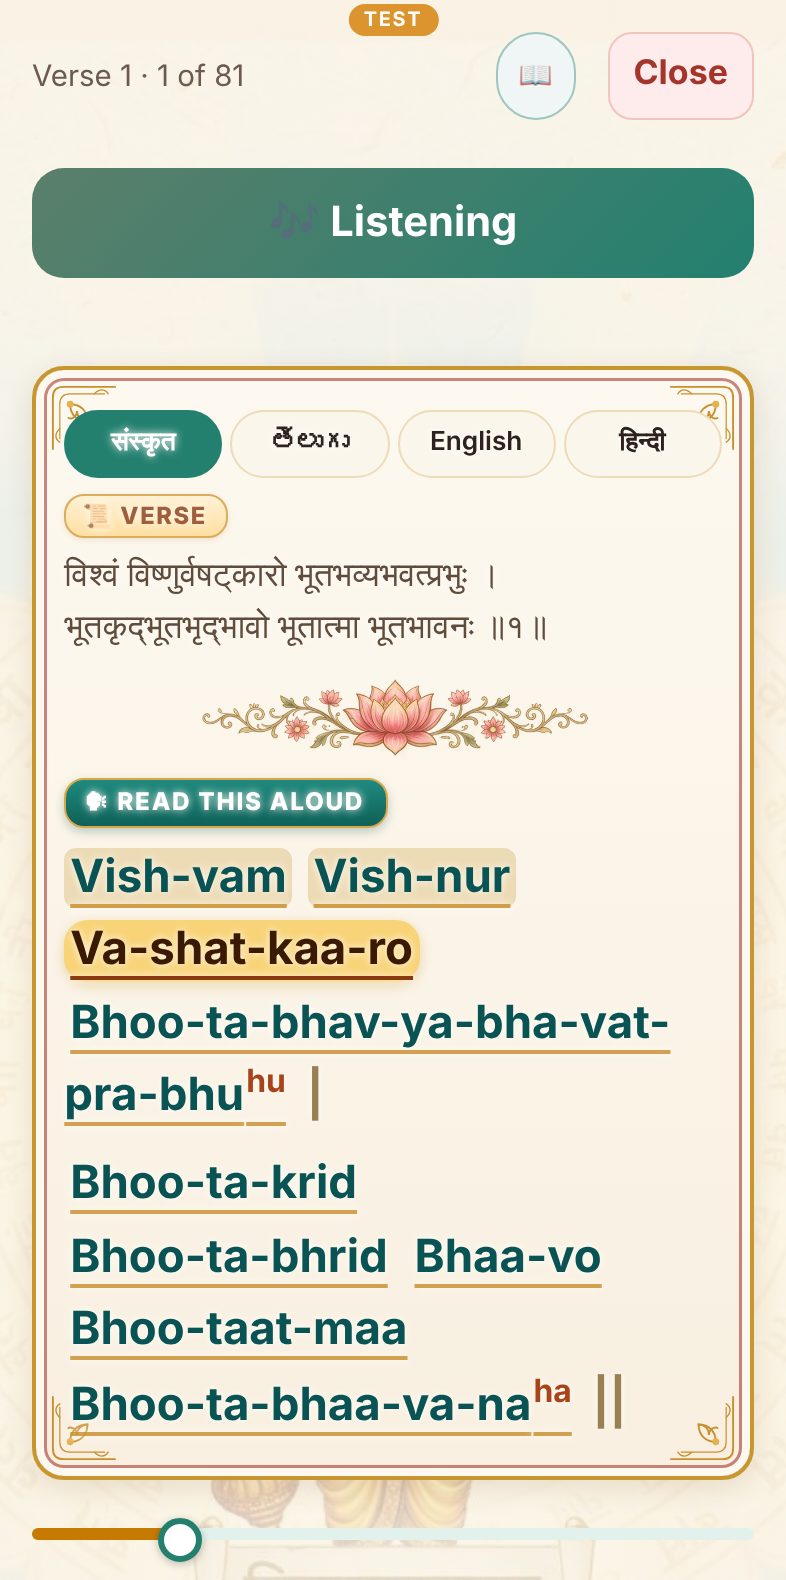 TEST
Verse 1 · 1 of 81
Close
Listening
संस्कृत తెలుగు English हिन्दी
VERSE
विश्वं विष्णुर्वषट्कारो भूतभव्यभवत्प्रभुः ।
भूतकृद्भूतभृद्भावो भूतात्मा भूतभावनः ॥१॥
READ THIS ALOUD
Vish-vam Vish-nur
Va-shat-kaa-ro
Bhoo-ta-bhav-ya-bha-vat-
pra-bhuhu |
Bhoo-ta-krid
Bhoo-ta-bhrid Bhaa-vo
Bhoo-taat-maa
Bhoo-ta-bhaa-va-naha ||